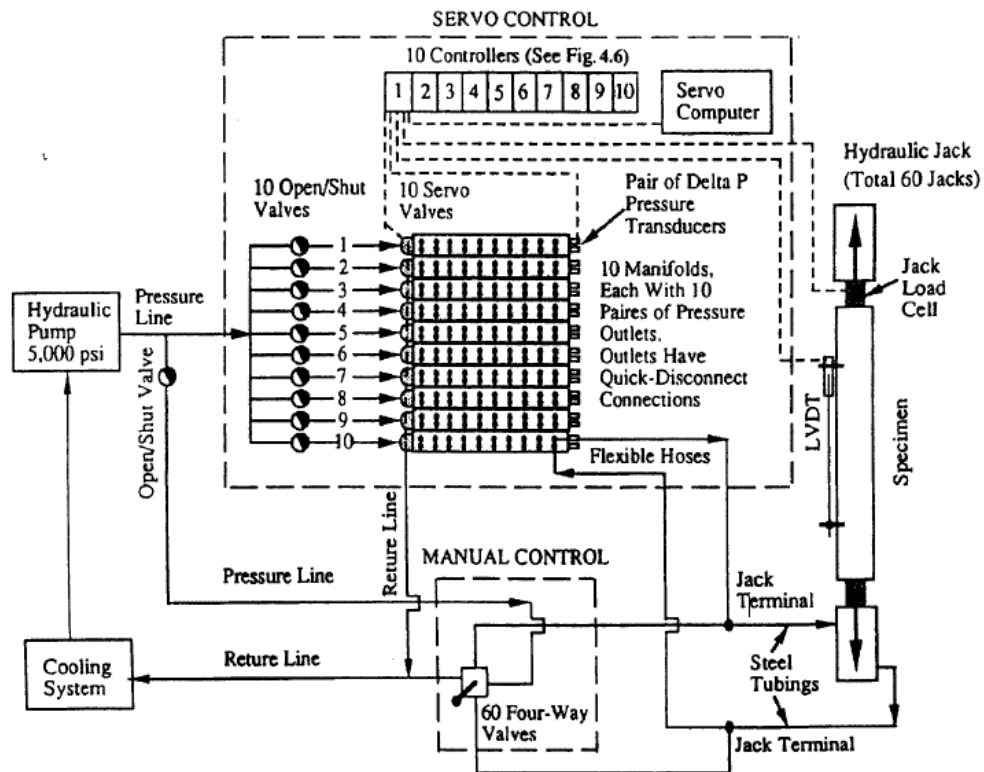 SERVO CONTROL
10 Controllers (See Fig. 4.6)
1 2 3 4 5 6 7 8 9 10
Servo
Computer
Hydraulic Jack
(Total 60 Jacks)
10 Open/Shut
Valves
10 Servo
Valves
Pair of Delta P
Pressure
Transducers
1
2
3
4
5
6
7
8
9
10
10 Manifolds,
Each With 10
Paires of Pressure
Outlets.
Outlets Have
Quick-Disconnect
Connections
Jack
Load
Cell
Hydraulic
Pump
5,000 psi
Pressure
Line
Open/Shut Valve
LVDT
Specimen
Flexible Hoses
Reture Line
MANUAL CONTROL
Pressure Line
Jack
Terminal
Cooling
System
Reture Line
60 Four-Way
Valves
Steel
Tubings
Jack Terminal